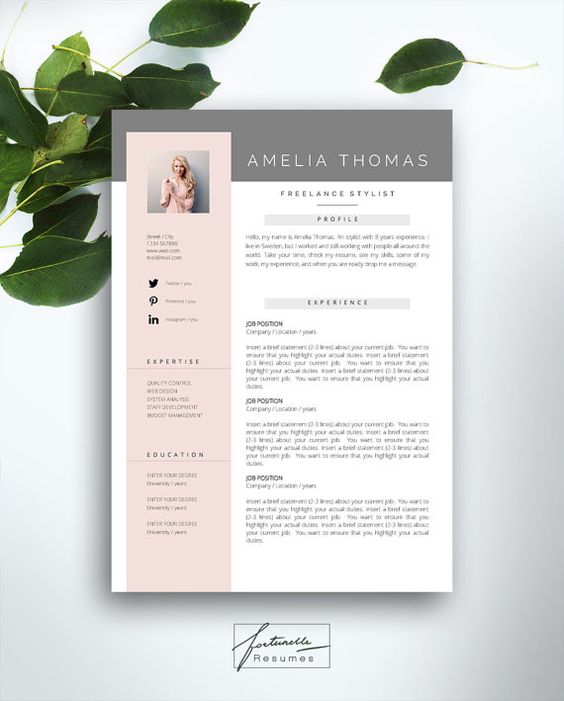 AMELIA THOMAS
FREELANCE STYLIST
Street / City
1234 567890
www.web.com
mail@mail.com
Twitter / you
Pinterest / you
Instagram / you
EXPERTISE
QUALITY CONTROL
WEB DESIGN
SYSTEM ANALYSIS
STAFF DEVELOPMENT
BUDGET MANAGEMENT
EDUCATION
ENTER YOUR DEGREE
University / years
ENTER YOUR DEGREE
University / years
ENTER YOUR DEGREE
University / years
PROFILE
Hello, my name is Amelia Thomas. I'm stylist with 8 years experience. I
live in Sweden, but I worked and still working with people all around the
world. Take your time, check my resume, see my skills, some of my
work, my experience, and when you are ready drop me a message.
EXPERIENCE
JOB POSITION
Company / Location / years
Insert a brief statement (2-3 lines) about your current job. You want to
ensure that you highlight your actual duties. Insert a brief statement
(2-3 lines) about your current job. You want to ensure that you
highlight your actual duties. Insert a brief statement (2-3 lines) about
your current job. You want to ensure that you highlight your actual
duties.
JOB POSITION
Company / Location / years
Insert a brief statement (2-3 lines) about your current job. You want to
ensure that you highlight your actual duties. Insert a brief statement
(2-3 lines) about your current job. You want to ensure that you
highlight your actual duties. Insert a brief statement (2-3 lines) about
your current job. You want to ensure that you highlight your actual
duties.
JOB POSITION
Company / Location / years
Insert a brief statement (2-3 lines) about your current job. You want to
ensure that you highlight your actual duties. Insert a brief statement
(2-3 lines) about your current job. You want to ensure that you
highlight your actual duties. Insert a brief statement (2-3 lines) about
your current job. You want to ensure that you highlight your actual
duties.
fortunelle
Resumes